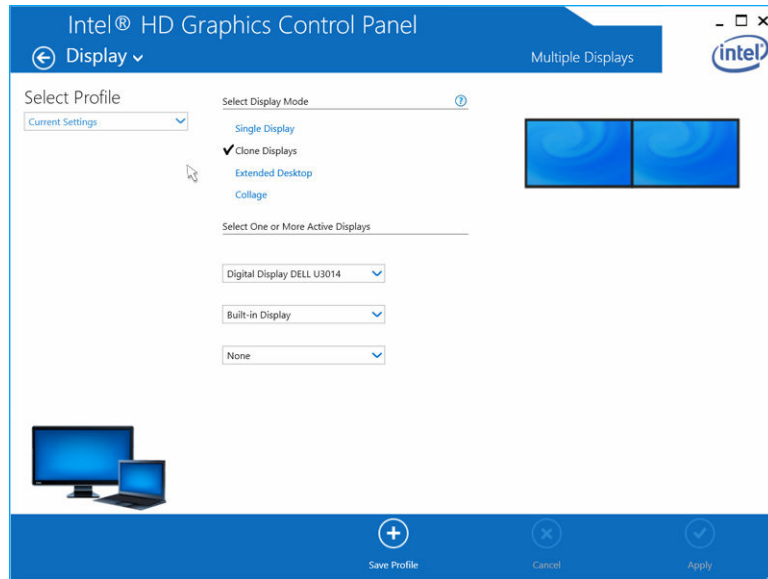 Intel® HD Graphics Control Panel
Display
Multiple Displays
intel
Select Profile
Current Settings
Select Display Mode
?
Single Display
Clone Displays
Extended Desktop
Collage
Select One or More Active Displays
Digital Display DELL U3014
Built-in Display
None
Save Profile
Cancel
Apply